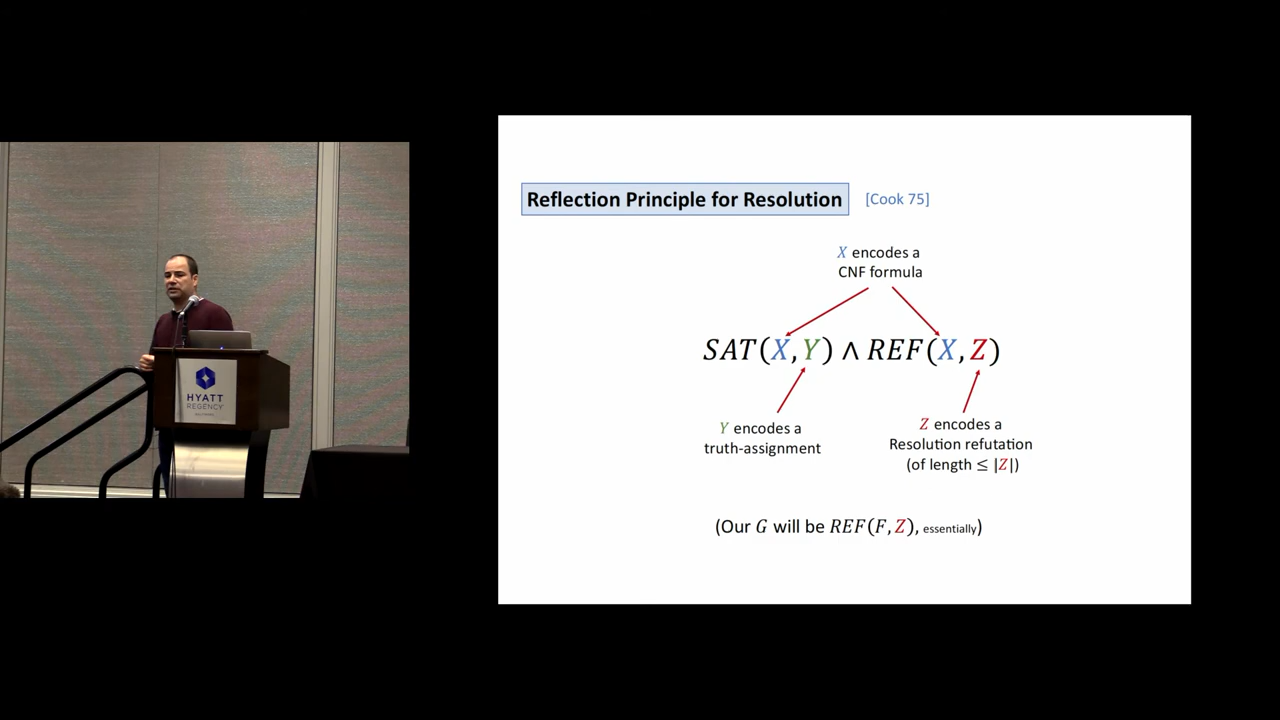 Reflection Principle for Resolution [Cook 75]
X encodes a
CNF formula
SAT(X,Y) ∧ REF(X,Z)
Y encodes a
truth-assignment
Z encodes a
Resolution refutation
(of length ≤ |Z|)
(Our G will be REF(F,Z), essentially)
HYATT
REGENCY